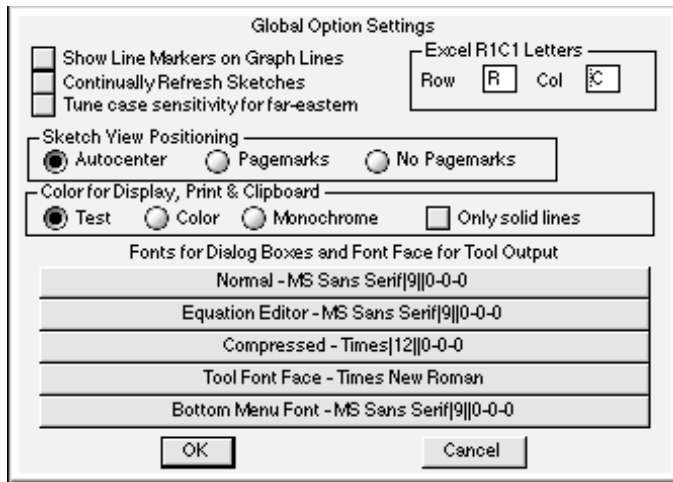 Global Option Settings
Show Line Markers on Graph Lines
Continually Refresh Sketches
Tune case sensitivity for far-eastern
Excel R1C1 Letters
Row R Col C
Sketch View Positioning
Autocenter Pagemarks No Pagemarks
Color for Display, Print & Clipboard
Test Color Monochrome Only solid lines
Fonts for Dialog Boxes and Font Face for Tool Output
Normal - MS Sans Serif|9||0-0-0
Equation Editor - MS Sans Serif|9||0-0-0
Compressed - Times|12||0-0-0
Tool Font Face - Times New Roman
Bottom Menu Font - MS Sans Serif|9||0-0-0
OK Cancel